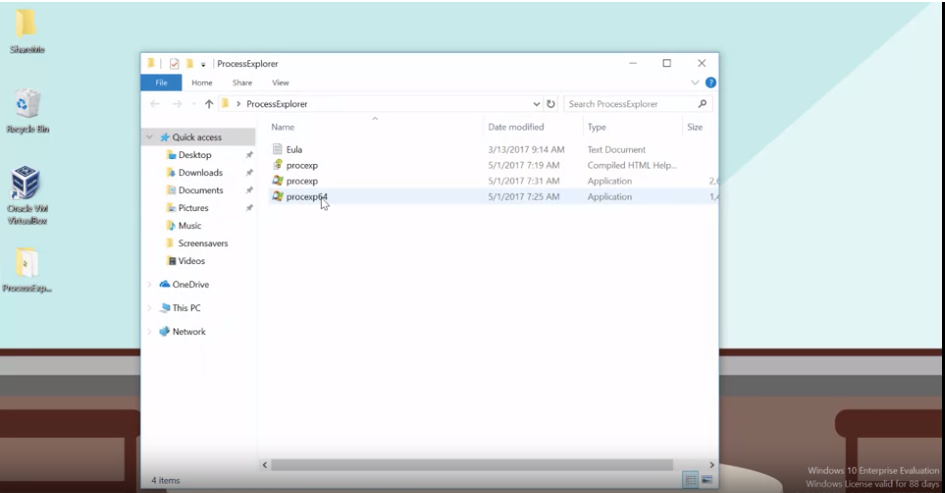 Sharable
Recycle Bin
Oracle VM
VirtualBox
ProcessExp...
ProcessExplorer
File Home Share View
ProcessExplorer
Search ProcessExplorer
Name Date modified Type Size
Quick access
Desktop
Downloads
Documents
Pictures
Music
Screensavers
Videos
OneDrive
This PC
Network
Eula 3/13/2017 9:14 AM Text Document
procexp 5/1/2017 7:19 AM Compiled HTML Help...
procexp 5/1/2017 7:31 AM Application
procexp64 5/1/2017 7:25 AM Application
4 items
Windows 10 Enterprise Evaluation
Windows License valid for 88 days